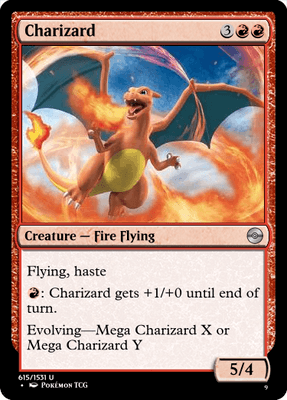 Charizard 3
Creature — Fire Flying
Flying, haste
: Charizard gets +1/+0 until end of
turn.
Evolving—Mega Charizard X or
Mega Charizard Y
5/4
615/1531 U
• Pokémon TCG
9